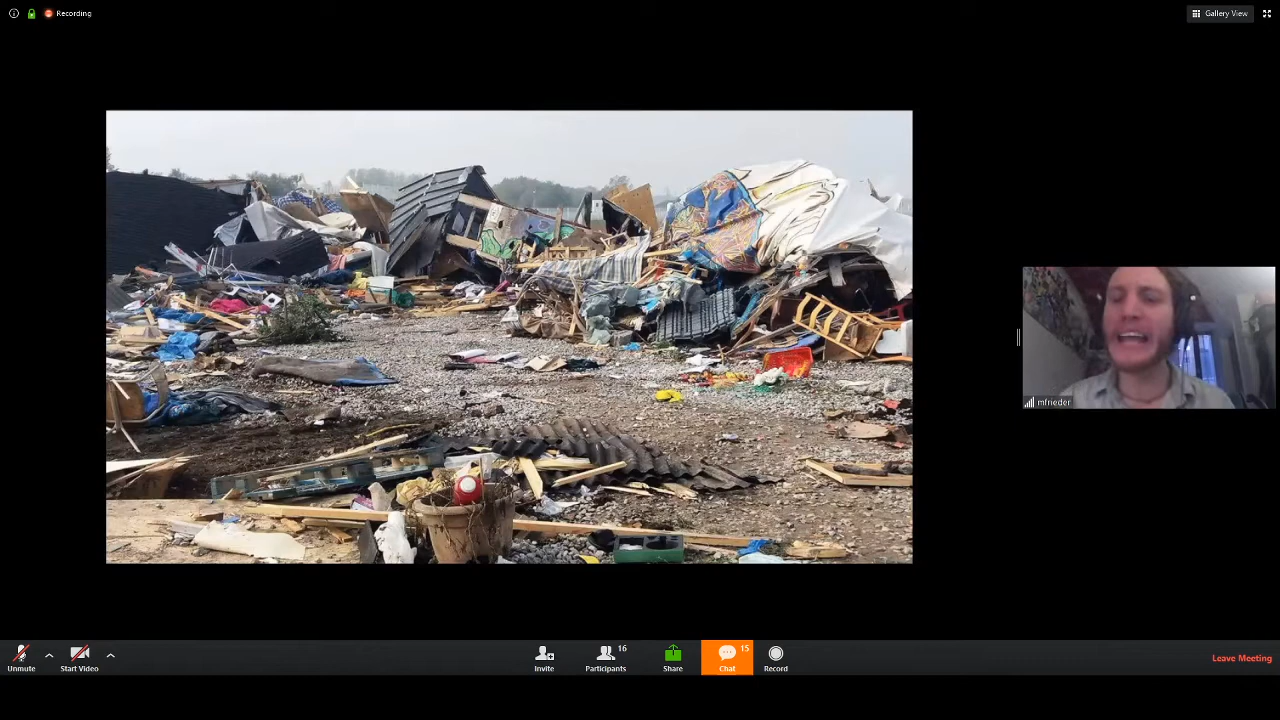 Recording
Gallery View
mfrieder
Unmute
Start Video
Invite
16
Participants
Share
15
Chat
Record
Leave Meeting